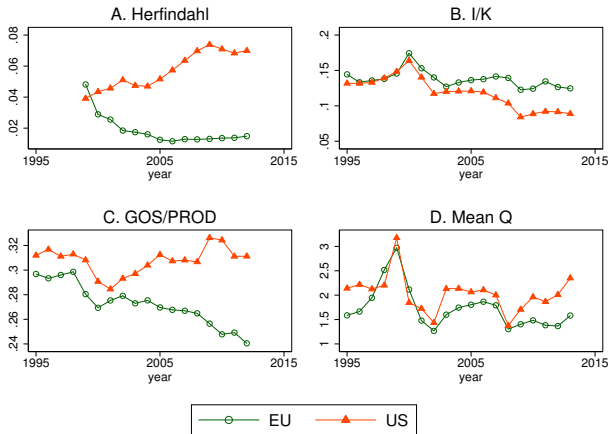 A. Herfindahl
.08
.06
.04
.02
1995 2005 2015
year
B. I/K
.2
.15
.1
.05
1995 2005 2015
year
C. GOS/PROD
.32
.3
.28
.26
.24
1995 2005 2015
year
D. Mean Q
3
2.5
2
1.5
1
1995 2005 2015
year
EU US